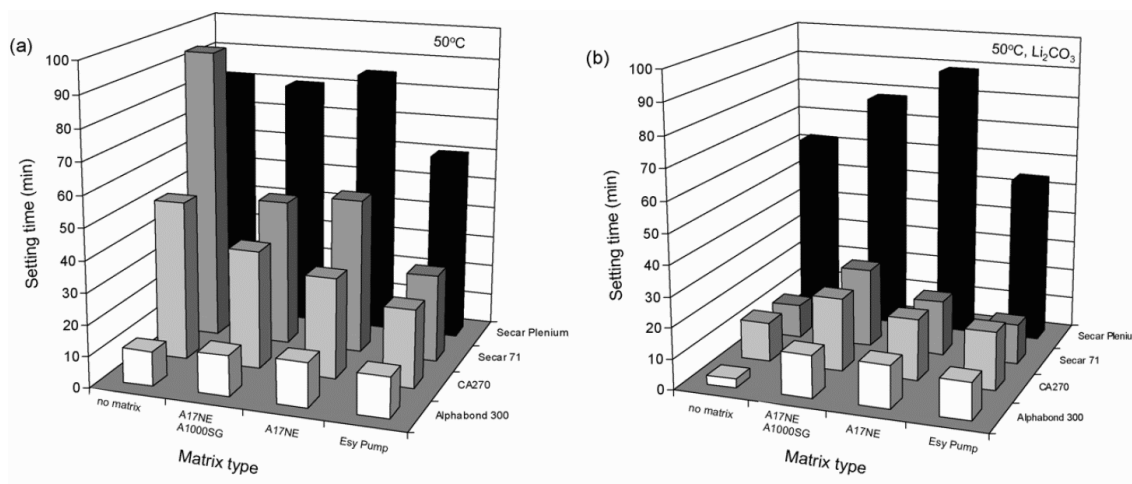 (a)
50°C
Setting time (min)
100
90
80
70
60
50
40
30
20
10
0
no matrix
A17NE
A1000SG
A17NE
Esy Pump
Matrix type
Secar Plenium
Secar 71
CA270
Alphabond 300
(b)
50°C, Li₂CO₃
Setting time (min)
100
90
80
70
60
50
40
30
20
10
0
no matrix
A17NE
A1000SG
A17NE
Esy Pump
Matrix type
Secar Pleniu
Secar 71
CA270
Alphabond 300